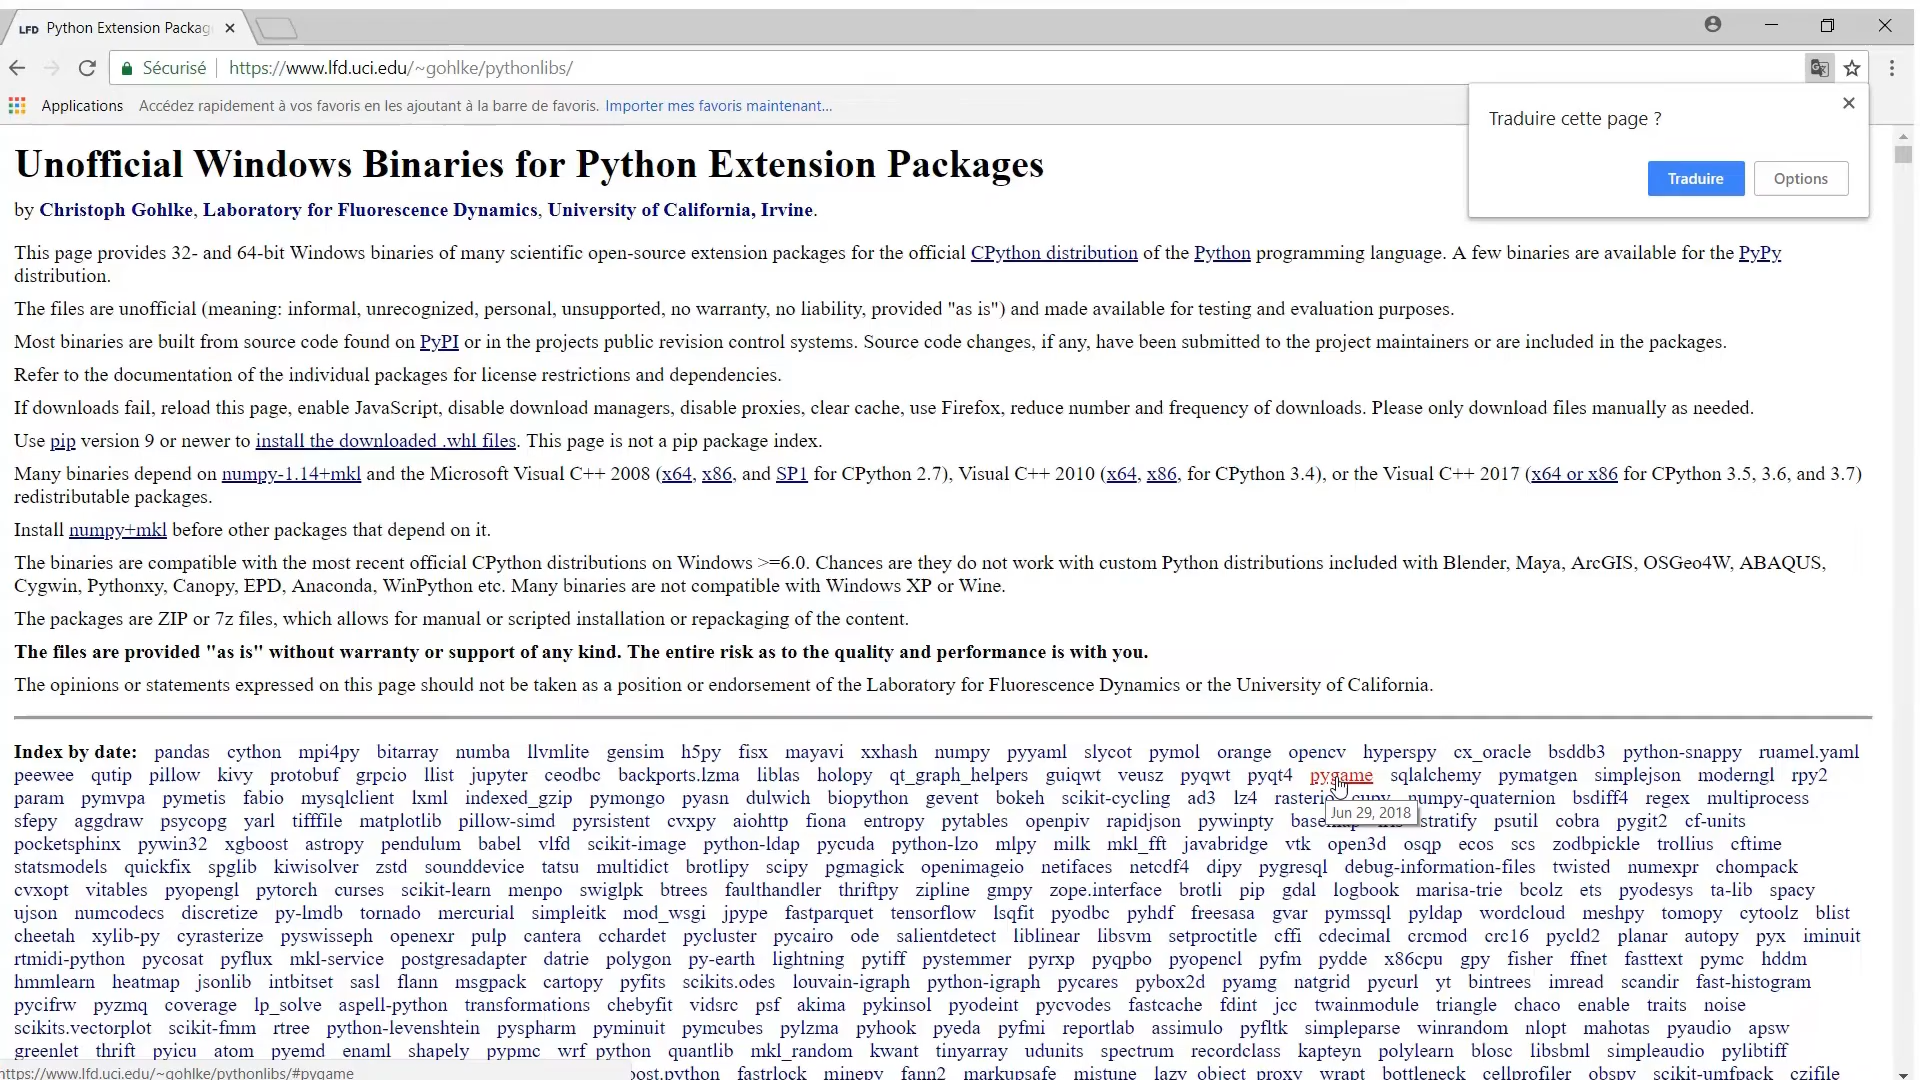 LFD Python Extension Packag
Sécurisé https://www.lfd.uci.edu/~gohlke/pythonlibs/
Applications Accédez rapidement à vos favoris en les ajoutant à la barre de favoris. Importer mes favoris maintenant...
Traduire cette page ?
Traduire Options
Unofficial Windows Binaries for Python Extension Packages
by Christoph Gohlke, Laboratory for Fluorescence Dynamics, University of California, Irvine.
This page provides 32- and 64-bit Windows binaries of many scientific open-source extension packages for the official CPython distribution of the Python programming language. A few binaries are available for the PyPy
distribution.
The files are unofficial (meaning: informal, unrecognized, personal, unsupported, no warranty, no liability, provided "as is") and made available for testing and evaluation purposes.
Most binaries are built from source code found on PyPI or in the projects public revision control systems. Source code changes, if any, have been submitted to the project maintainers or are included in the packages.
Refer to the documentation of the individual packages for license restrictions and dependencies.
If downloads fail, reload this page, enable JavaScript, disable download managers, disable proxies, clear cache, use Firefox, reduce number and frequency of downloads. Please only download files manually as needed.
Use pip version 9 or newer to install the downloaded .whl files. This page is not a pip package index.
Many binaries depend on numpy-1.14+mkl and the Microsoft Visual C++ 2008 (x64, x86, and SP1 for CPython 2.7), Visual C++ 2010 (x64, x86, for CPython 3.4), or the Visual C++ 2017 (x64 or x86 for CPython 3.5, 3.6, and 3.7)
redistributable packages.
Install numpy+mkl before other packages that depend on it.
The binaries are compatible with the most recent official CPython distributions on Windows >=6.0. Chances are they do not work with custom Python distributions included with Blender, Maya, ArcGIS, OSGeo4W, ABAQUS,
Cygwin, Pythonxy, Canopy, EPD, Anaconda, WinPython etc. Many binaries are not compatible with Windows XP or Wine.
The packages are ZIP or 7z files, which allows for manual or scripted installation or repackaging of the content.
The files are provided "as is" without warranty or support of any kind. The entire risk as to the quality and performance is with you.
The opinions or statements expressed on this page should not be taken as a position or endorsement of the Laboratory for Fluorescence Dynamics or the University of California.
Index by date: pandas cython mpi4py bitarray numba llvmlite gensim h5py fisx mayavi xxhash numpy pyyaml slycot pymol orange opencv hyperspy cx_oracle bsddb3 python-snappy ruamel.yaml
peewee qutip pillow kivy protobuf grpcio llist jupyter ceodbc backports.lzma liblas holopy qt_graph_helpers guiqwt veusz pyqwt pyqt4 pygame sqlalchemy pymatgen simplejson moderngl rpy2
param pymvpa pymetis fabio mysqlclient lxml indexed_gzip pymongo pyasn dulwich biopython gevent bokeh scikit-cycling ad3 lz4 rasterio cupy numpy-quaternion bsdiff4 regex multiprocess
Jun 29, 2018
sfepy aggdraw psycopg yarl tifffile matplotlib pillow-simd pyrsistent cvxpy aiohttp fiona entropy pytables openpiv rapidjson pywinpty stratify psutil cobra pygit2 cf-units
pocketsphinx pywin32 xgboost astropy pendulum babel vlfd scikit-image python-ldap pycuda python-lzo mlpy milk mkl_fft javabridge vtk open3d osqp ecos scs zodbpickle trollius cftime
statsmodels quickfix spglib kiwisolver zstd sounddevice tatsu multidict brotlipy scipy pgmagick openimageio netifaces netcdf4 dipy pygresql debug-information-files twisted numexpr chompack
cvxopt vitables pyopengl pytorch curses scikit-learn menpo swiglpk btrees faulthandler thriftpy zipline gmpy zope.interface brotli pip gdal logbook marisa-trie bcolz ets pyodesys ta-lib spacy
ujson numcodecs discretize py-lmdb tornado mercurial simpleitk mod_wsgi jpype fastparquet tensorflow lsqfit pyodbc pyhdf freesasa gvar pymssql pyldap wordcloud meshpy tomopy cytoolz blist
cheetah xylib-py cyrasterize pyswisseph openexr pulp cantera cchardet pycluster pycairo ode salientdetect liblinear libsvm setproctitle cffi cdecimal crcmod crc16 pycld2 planar autopy pyx iminuit
rtmidi-python pycosat pyflux mkl-service postgresadapter datrie polygon py-earth lightning pytiff pystemmer pyrxp pyqpbo pyopencl pyfm pydde x86cpu gpy fisher ffnet fasttext pymc hddm
hmmlearn heatmap jsonlib intbitset sasl flann msgpack cartopy pyfits scikits.odes louvain-igraph python-igraph pycares pybox2d pyamg natgrid pycurl yt bintrees imread scandir fast-histogram
pycifrw pyzmq coverage lp_solve aspell-python transformations chebyfit vidsrc psf akima pykinsol pyodeint pycvodes fastcache fdint jcc twainmodule triangle chaco enable traits noise
scikits.vectorplot scikit-fmm rtree python-levenshtein pyspharm pyminuit pymcubes pylzma pyhook pyeda pyfmi reportlab assimulo pyfltk simpleparse winrandom nlopt mahotas pyaudio apsw
greenlet thrift pyicu atom pyemd enaml shapely pypmc wrf_python quantlib mkl_random kwant tinyarray udunits spectrum recordclass kapteyn polylearn blosc libsbml simpleaudio pylibtiff
https://www.lfd.uci.edu/~gohlke/pythonlibs/#pygame
oost.python fastrlock minepy fann2 markupsafe mistune lazy_object_proxy wrapt bottleneck cellprofiler obspy scikit-umfpack czifile